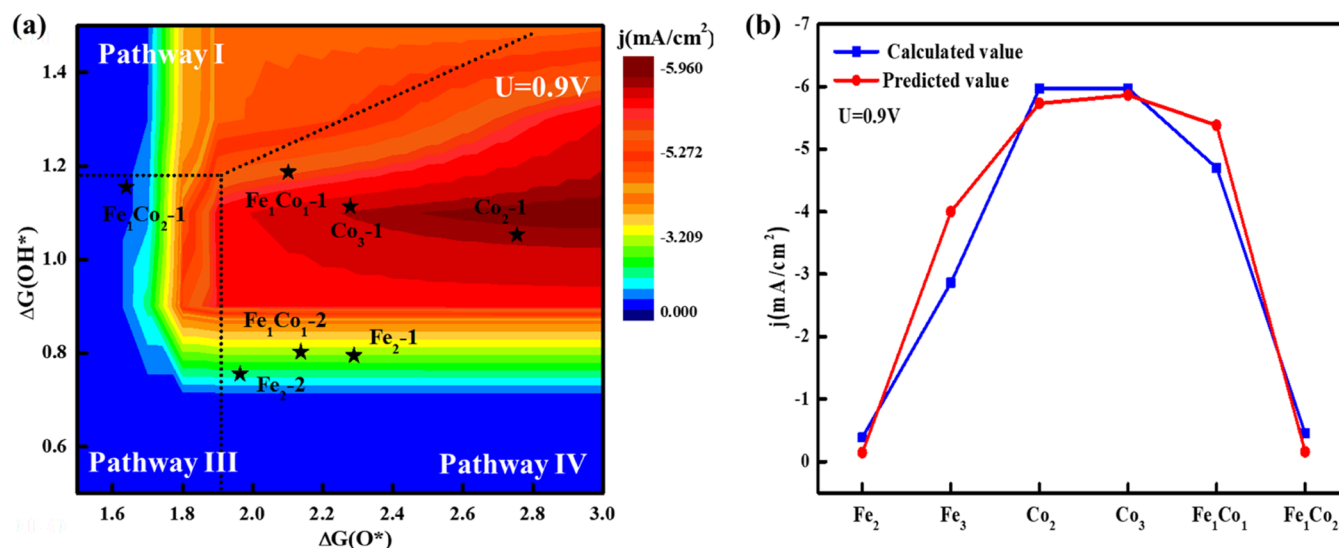 (a)
Pathway I
U=0.9V
Fe₁Co₂-1
Fe₁Co₁-1
Co₃-1
Co₂-1
Fe₁Co₁-2
Fe₂-1
Fe₂-2
Pathway III
Pathway IV
1.4
1.2
1.0
0.8
0.6
ΔG(OH*)
1.6 1.8 2.0 2.2 2.4 2.6 2.8 3.0
ΔG(O*)
j(mA/cm²)
-5.960
-5.272
-3.209
0.000
(b)
Calculated value
Predicted value
U=0.9V
-7
-6
-5
-4
-3
-2
-1
0
j(mA/cm²)
Fe₂ Fe₃ Co₂ Co₃ Fe₁Co₁ Fe₁Co₂